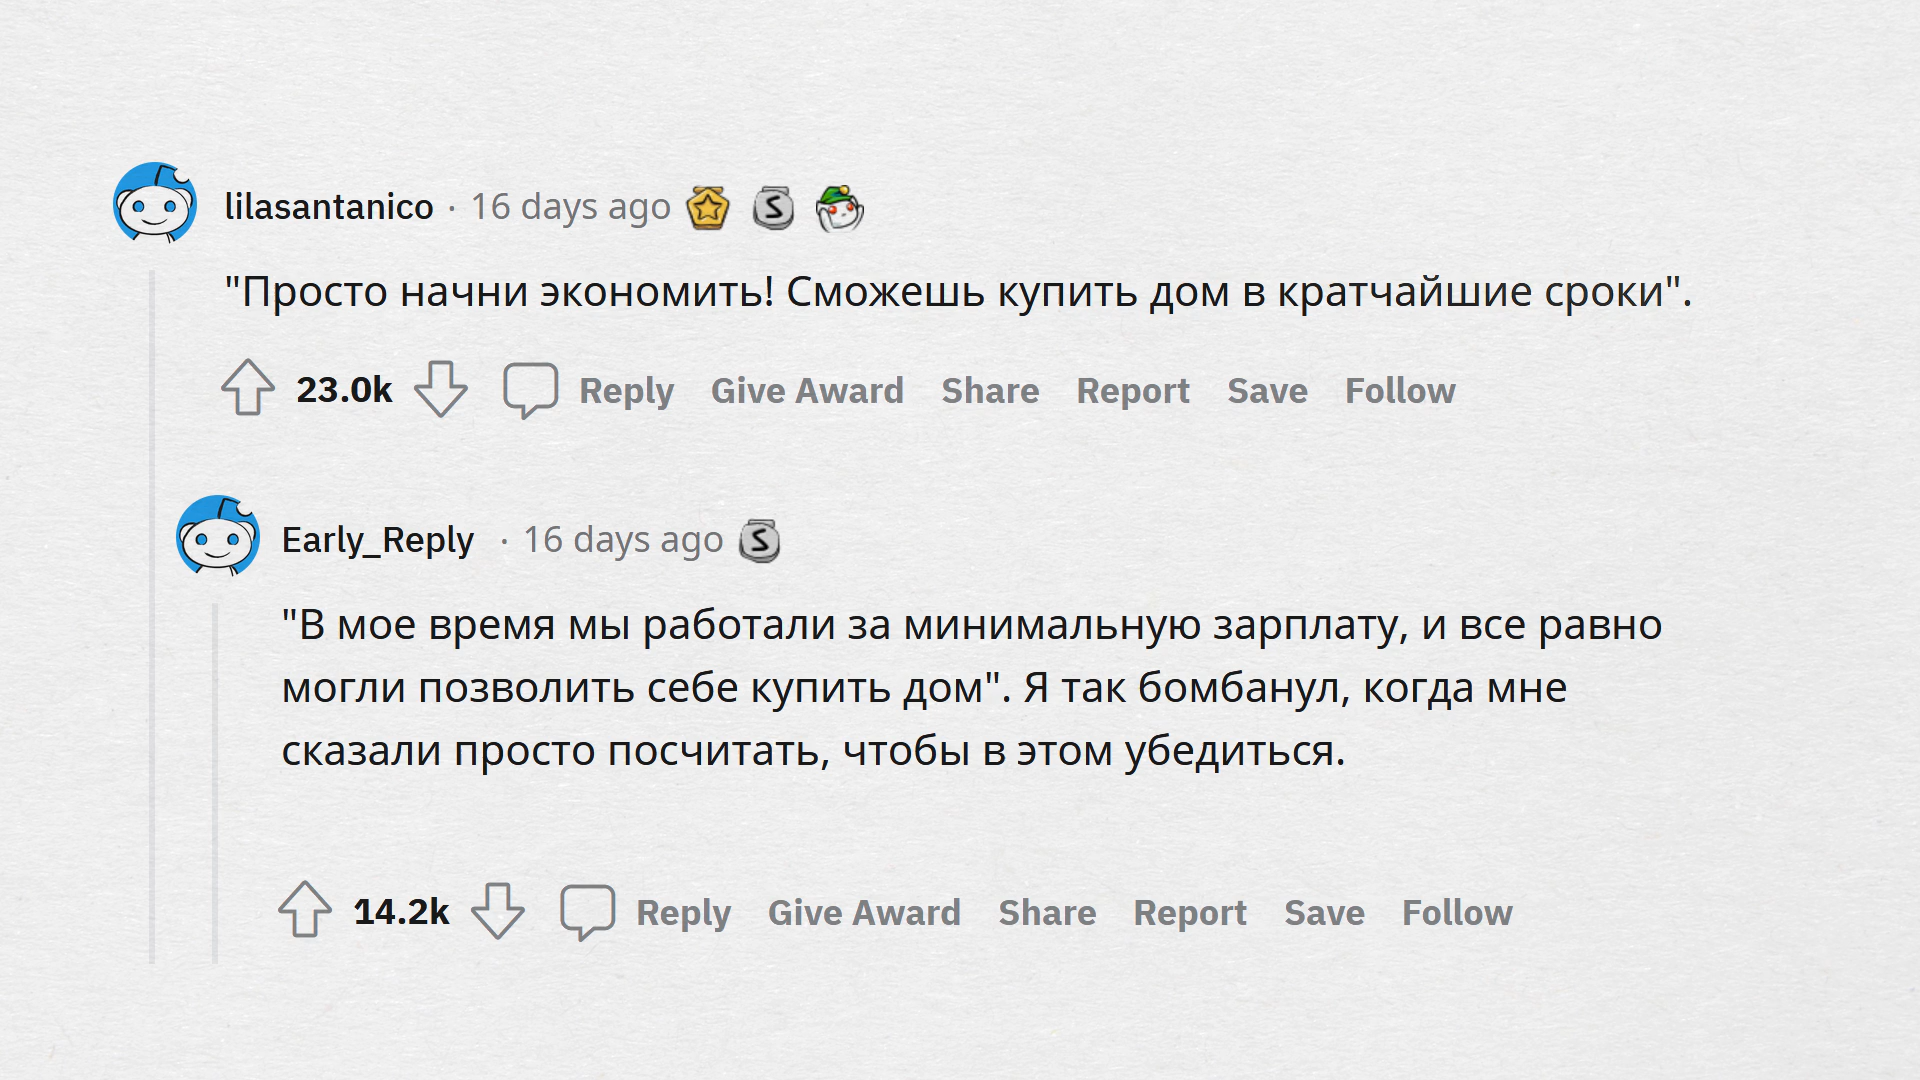 lilasantanico · 16 days ago
"Просто начни экономить! Сможешь купить дом в кратчайшие сроки".
23.0k Reply Give Award Share Report Save Follow
Early_Reply · 16 days ago
"В мое время мы работали за минимальную зарплату, и все равно
могли позволить себе купить дом". Я так бомбанул, когда мне
сказали просто посчитать, чтобы в этом убедиться.
14.2k Reply Give Award Share Report Save Follow